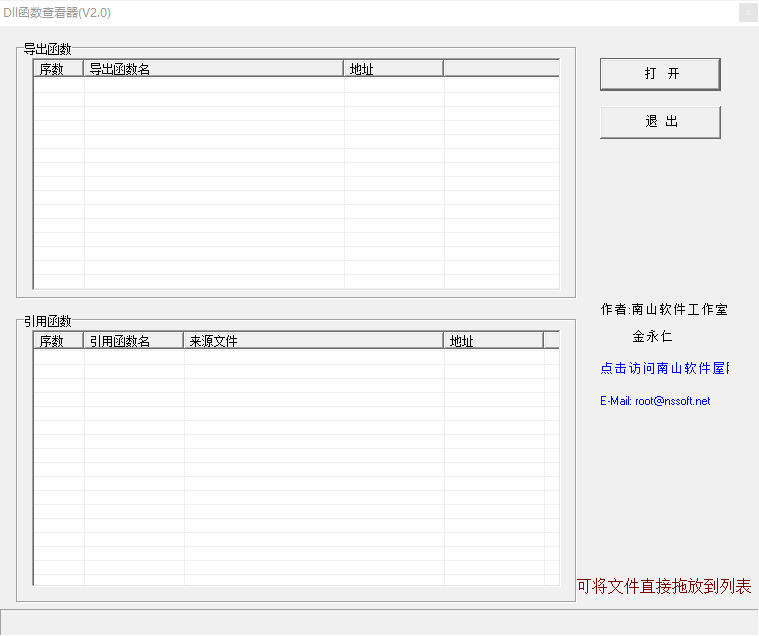 Dll函数查看器(V2.0)
导出函数
序数 导出函数名 地址
打 开
退 出
作者:南山软件工作室
金永仁
点击访问南山软件屋
E-Mail: root@nssoft.net
引用函数
序数 引用函数名 来源文件 地址
可将文件直接拖放到列表